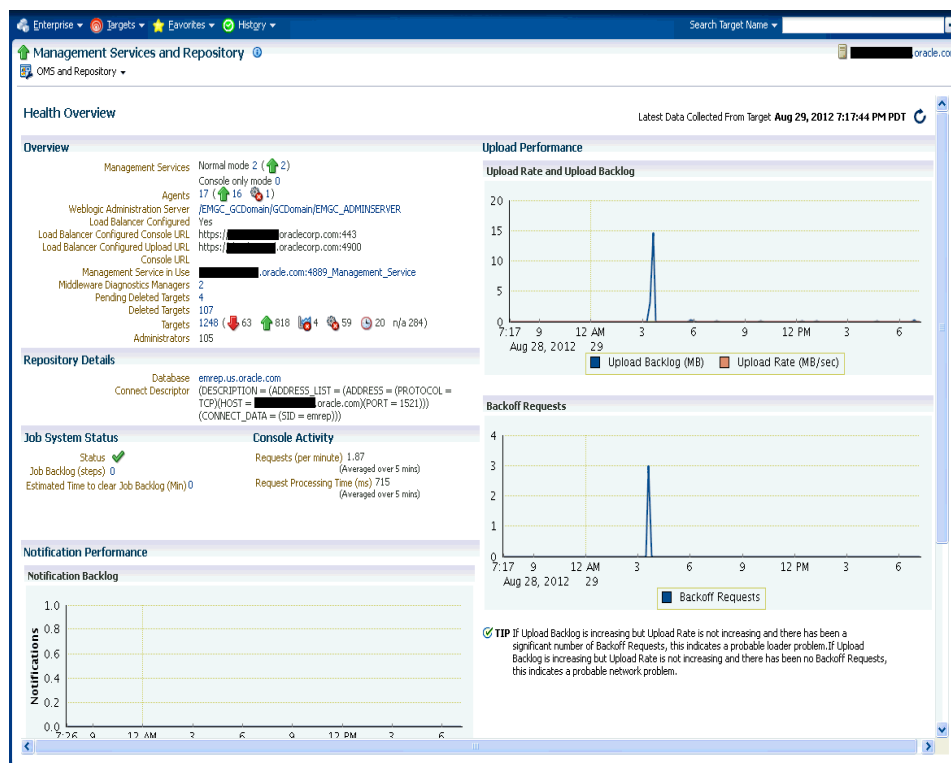 Enterprise Targets Favorites History Search Target Name
Management Services and Repository
.oracle.co
OMS and Repository
Health Overview
Latest Data Collected From Target Aug 29, 2012 7:17:44 PM PDT
Overview
Management Services Normal mode 2 ( 2)
Console only mode 0
Agents 17 ( 16 1)
Weblogic Administration Server /EMGC_GCDomain/GCDomain/EMGC_ADMINSERVER
Load Balancer Configured Yes
Load Balancer Configured Console URL https:/ oraclecorp.com:443
Load Balancer Configured Upload URL https:/ .oraclecorp.com:4900
Console URL
Management Service in Use .oracle.com:4889_Management_Service
Middleware Diagnostics Managers 2
Pending Deleted Targets 4
Deleted Targets 107
Targets 1248 ( 63 818 4 59 20 n/a 284)
Administrators 105
Repository Details
Database emrep.us.oracle.com
Connect Descriptor (DESCRIPTION = (ADDRESS_LIST = (ADDRESS = (PROTOCOL =
TCP)(HOST = .oracle.com)(PORT = 1521)))
(CONNECT_DATA = (SID = emrep)))
Job System Status
Status
Job Backlog (steps) 0
Estimated Time to clear Job Backlog (Min) 0
Console Activity
Requests (per minute) 1.87
(Averaged over 5 mins)
Request Processing Time (ms) 715
(Averaged over 5 mins)
Notification Performance
Notification Backlog
Notifications
1.0
0.8
0.6
0.4
0.2
0.0
7:26 9 12 AM 3 6 9 12 PM 3 6
Upload Performance
Upload Rate and Upload Backlog
20
15
10
5
0
7:17 9 12 AM 3 6 9 12 PM 3 6
Aug 28, 2012 29
Upload Backlog (MB) Upload Rate (MB/sec)
Backoff Requests
4
3
2
1
0
7:17 9 12 AM 3 6 9 12 PM 3 6
Aug 28, 2012 29
Backoff Requests
TIP If Upload Backlog is increasing but Upload Rate is not increasing and there has been a
significant number of Backoff Requests, this indicates a probable loader problem.If Upload
Backlog is increasing but Upload Rate is not increasing and there has been no Backoff Requests,
this indicates a probable network problem.